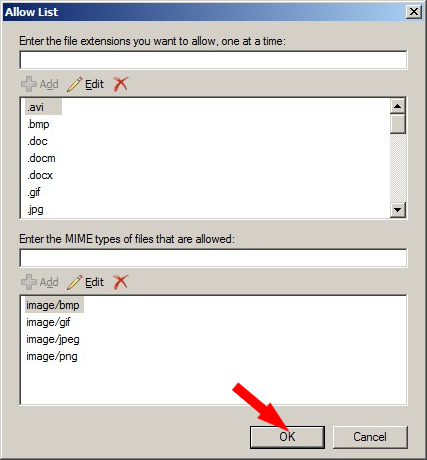 Allow List
Enter the file extensions you want to allow, one at a time:
Add Edit
.avi
.bmp
.doc
.docm
.docx
.gif
.jpg
Enter the MIME types of files that are allowed:
Add Edit
image/bmp
image/gif
image/jpeg
image/png
OK Cancel